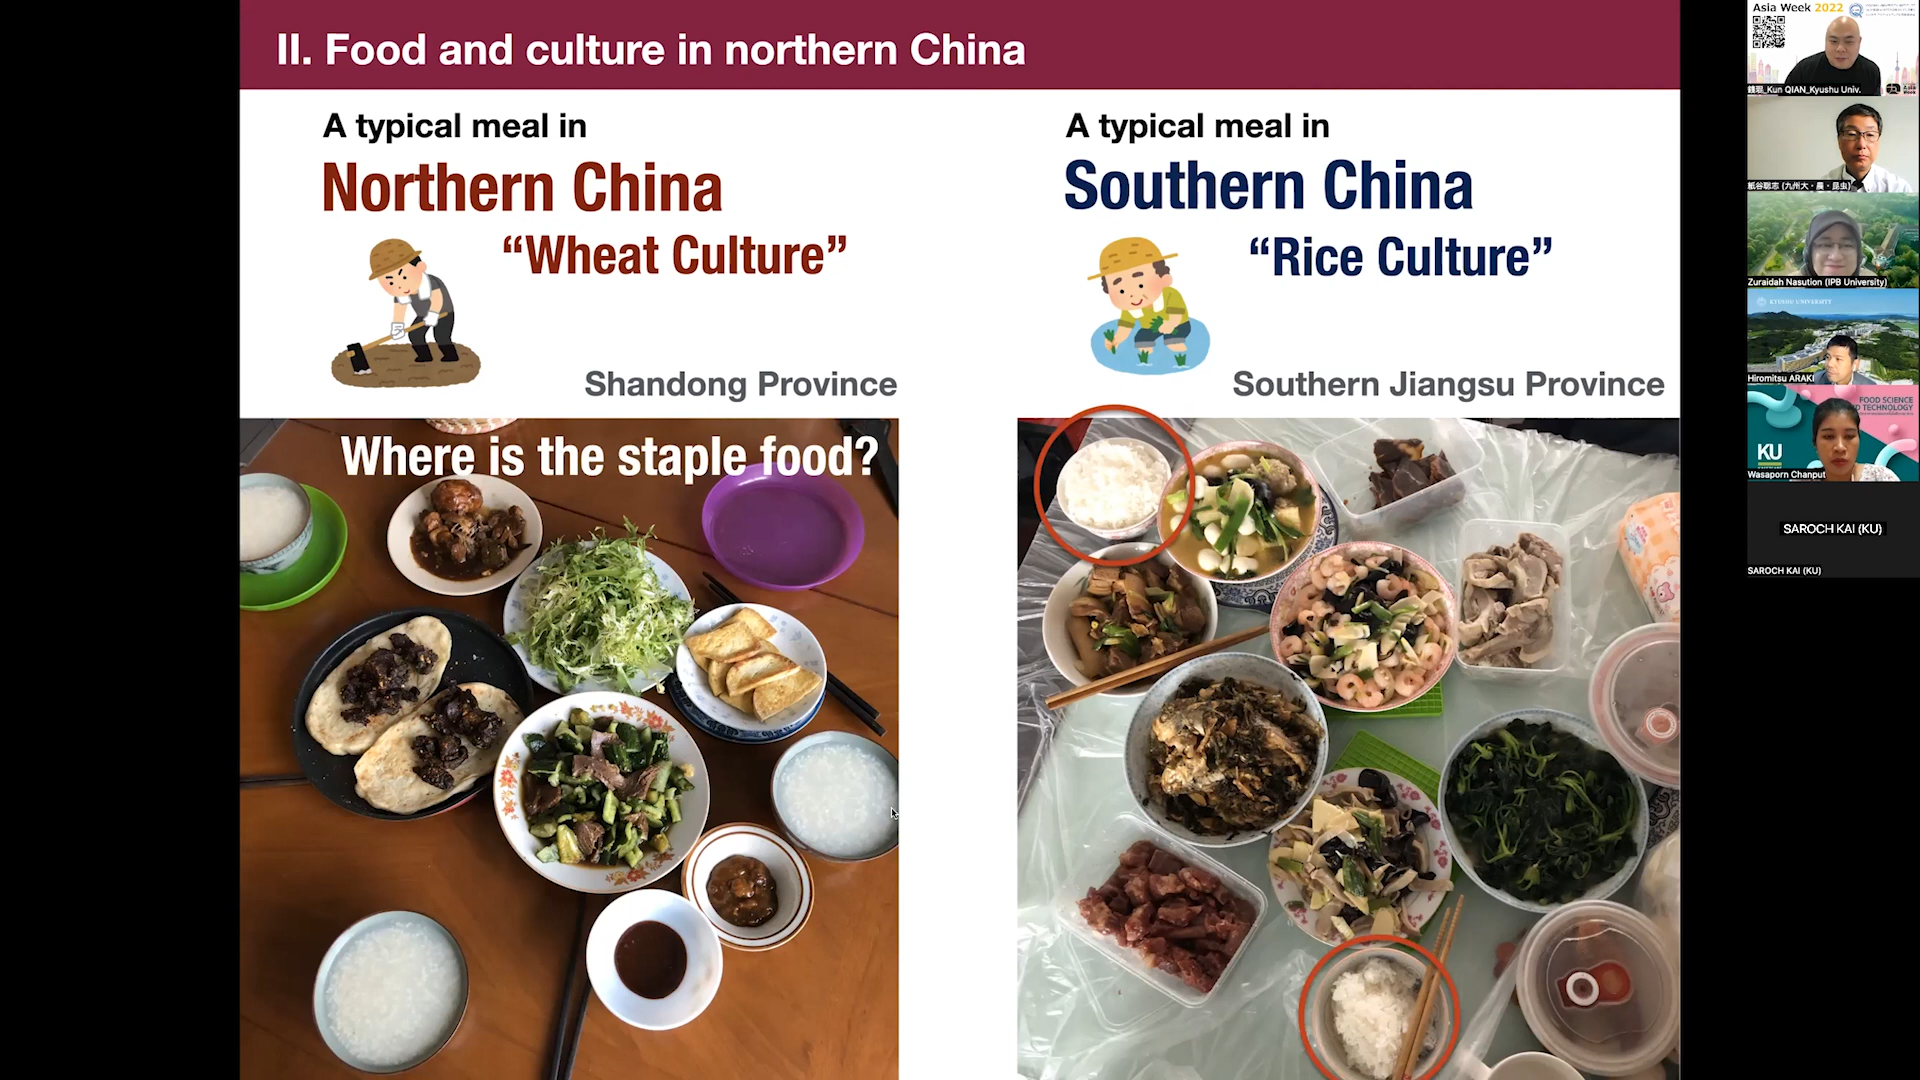 II. Food and culture in northern China
A typical meal in
Northern China
“Wheat Culture”
Shandong Province
Where is the staple food?
A typical meal in
Southern China
“Rice Culture”
Southern Jiangsu Province
Asia Week 2022
錢琨_Kun QIAN_Kyushu Univ.
紙谷聡志 (九州大・農・昆虫)
Zuraidah Nasution (IPB University)
KYUSHU UNIVERSITY
Hiromitsu ARAKI
FOOD SCIENCE
TECHNOLOGY
KU
Wasaporn Chanput
SAROCH KAI (KU)
SAROCH KAI (KU)